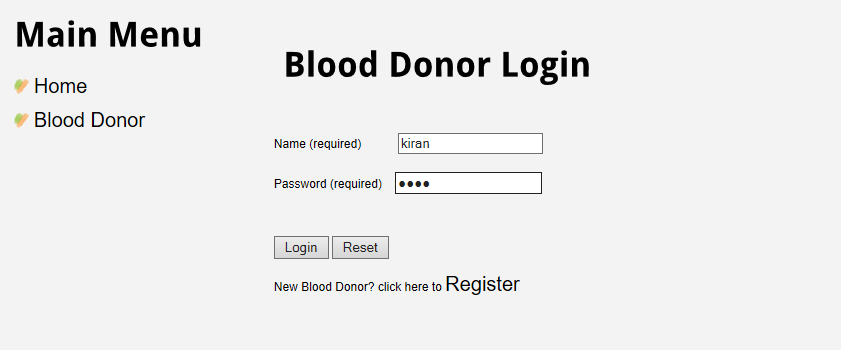 Main Menu
Home
Blood Donor
Blood Donor Login
Name (required) kiran
Password (required) ••••
Login Reset
New Blood Donor? click here to Register